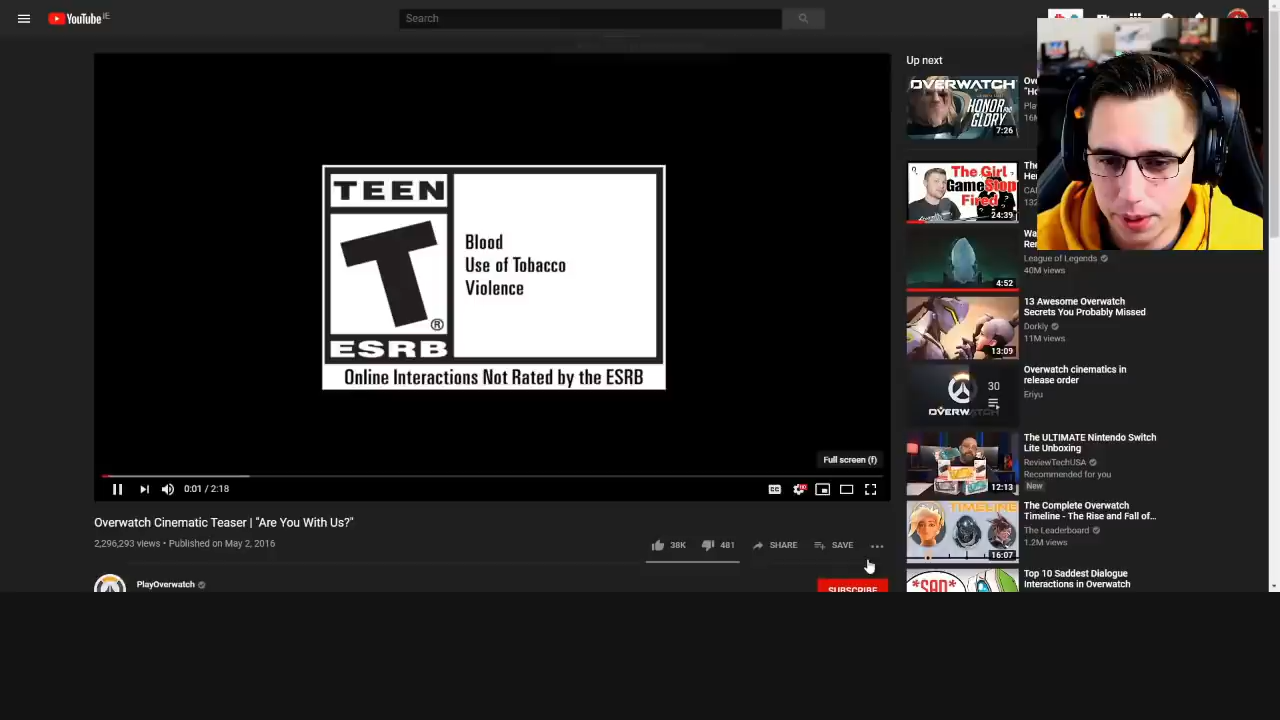 YouTube IE
Search
TEEN
T
®
ESRB
Blood
Use of Tobacco
Violence
Online Interactions Not Rated by the ESRB
Full screen (f)
0:01 / 2:18
CC
HD
Overwatch Cinematic Teaser | "Are You With Us?"
2,296,293 views • Published on May 2, 2016
38K
481
SHARE
SAVE
PlayOverwatch
SUBSCRIBE
Up next
OVERWATCH
HONOR AND
GLORY
7:26
The Girl
GameStop
Fired
24:39
League of Legends
40M views
4:52
13 Awesome Overwatch
Secrets You Probably Missed
Dorkly
11M views
13:09
Overwatch cinematics in
release order
Eriyu
30
OVERWATCH
The ULTIMATE Nintendo Switch
Lite Unboxing
ReviewTechUSA
Recommended for you
New
12:13
The Complete Overwatch
Timeline - The Rise and Fall of...
The Leaderboard
1.2M views
TIMELINE
16:07
Top 10 Saddest Dialogue
Interactions in Overwatch
*SAD*